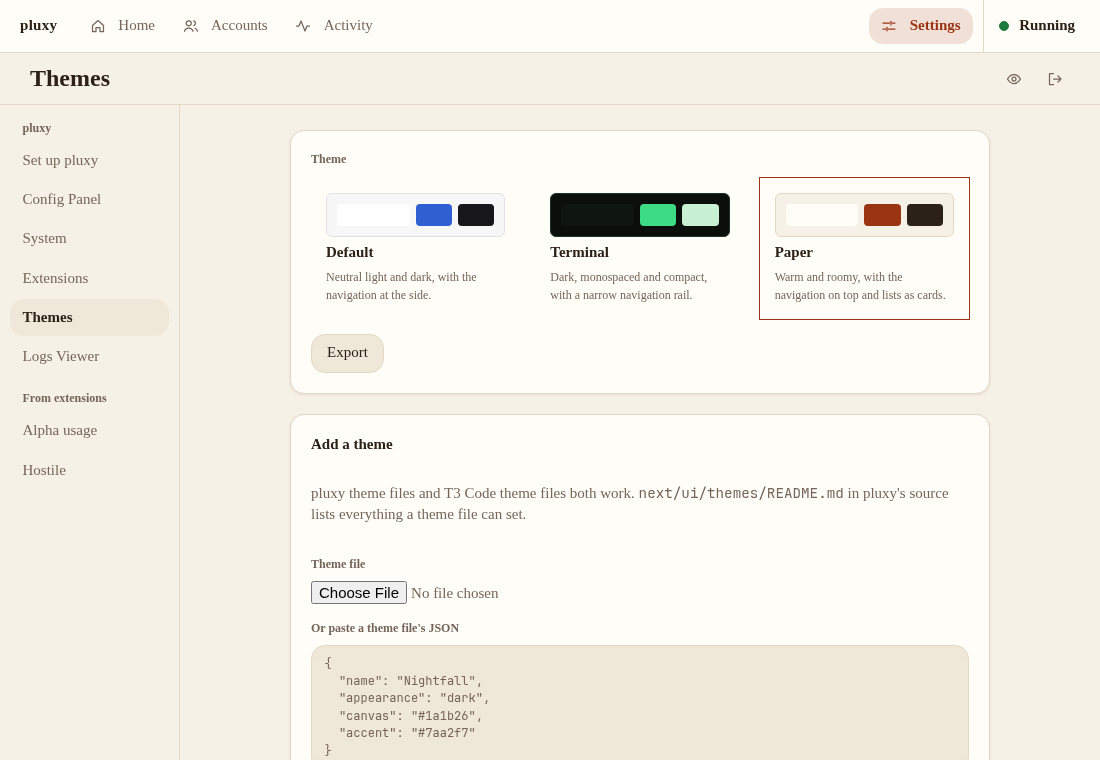 pluxy
Home
Accounts
Activity
Settings
Running
Themes
pluxy
Set up pluxy
Config Panel
System
Extensions
Themes
Logs Viewer
From extensions
Alpha usage
Hostile
Theme
Default
Neutral light and dark, with the
navigation at the side.
Terminal
Dark, monospaced and compact,
with a narrow navigation rail.
Paper
Warm and roomy, with the
navigation on top and lists as cards.
Export
Add a theme
pluxy theme files and T3 Code theme files both work. next/ui/themes/README.md in pluxy's source
lists everything a theme file can set.
Theme file
Choose File No file chosen
Or paste a theme file's JSON
{
  "name": "Nightfall",
  "appearance": "dark",
  "canvas": "#1a1b26",
  "accent": "#7aa2f7"
}